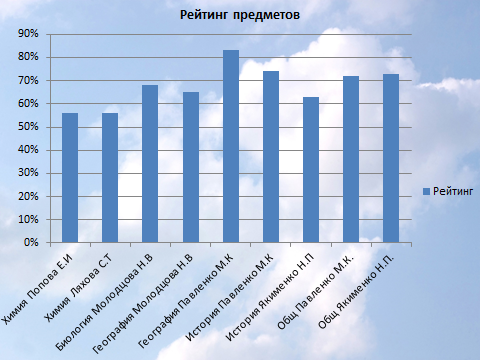 Рейтинг предметов
90%
80%
70%
60%
50%
40%
30%
20%
10%
0%
Химия Попова Е.И
Химия Ляхова С.Т
Биология Молодцова Н.В
География Молодцова Н.В
География Павленко М.К
История Павленко М.К
История Якименко Н.П
Общ Павленко М.К.
Общ Якименко Н.П.
Рейтинг